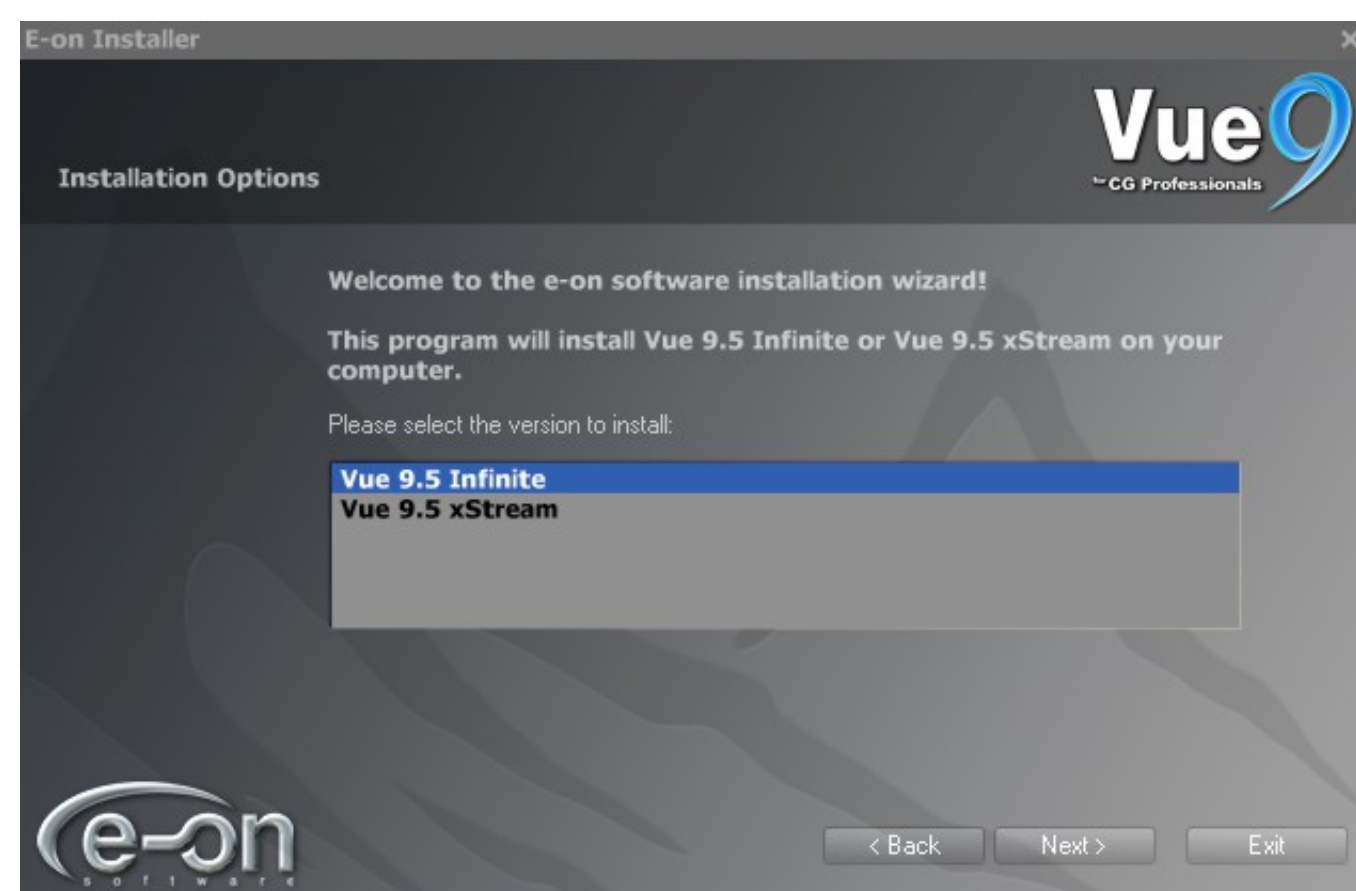 E-on Installer
Vue 9
Installation Options
for CG Professionals
Welcome to the e-on software installation wizard!
This program will install Vue 9.5 Infinite or Vue 9.5 xStream on your
computer.
Please select the version to install:
Vue 9.5 Infinite
Vue 9.5 xStream
e-on
software
< Back
Next >
Exit